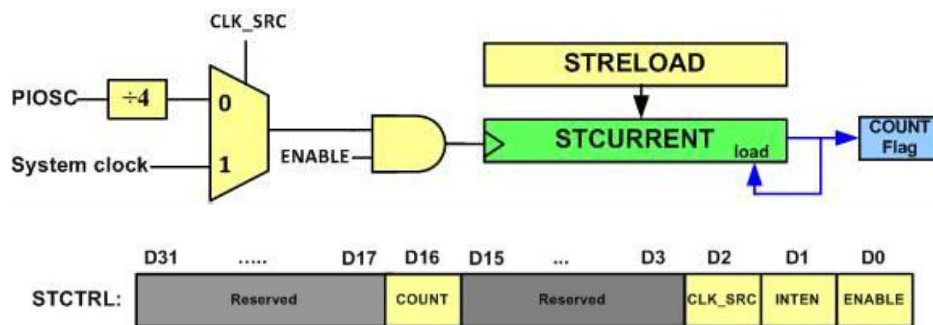 CLK_SRC
STRELOAD
PIOSC
÷4
0
STCURRENT
load
COUNT
Flag
ENABLE
System clock
1
D31 ..... D17 D16 D15 ... D3 D2 D1 D0
STCTRL: Reserved COUNT Reserved CLK_SRC INTEN ENABLE